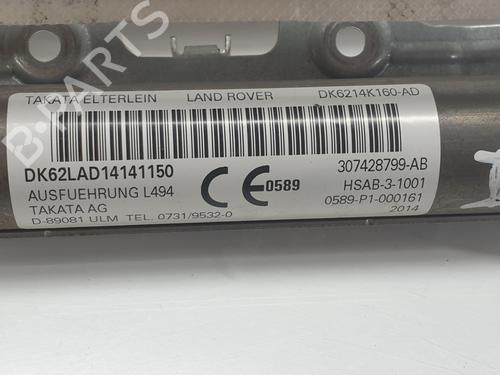 TAKATA ELTERLEIN LAND ROVER DK6214K160-AD
DK62LAD14141150
AUSFUEHRUNG L494
TAKATA AG
D-89081 ULM TEL. 0731/9532-0
CE 0589
307428799-AB
HSAB-3-1001
0589-P1-000161
2014
B-PARTS